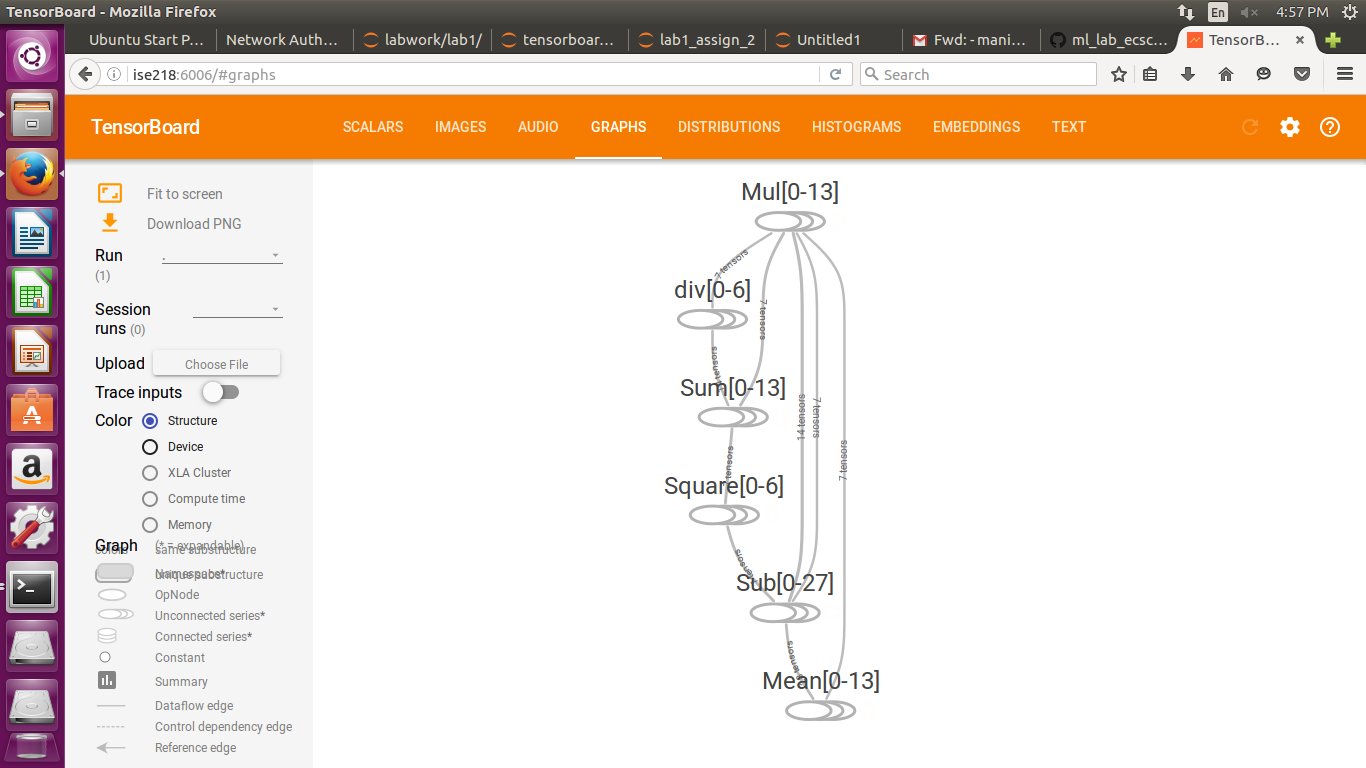 TensorBoard - Mozilla Firefox
En
4:57 PM
Ubuntu Start P...
Network Auth...
labwork/lab1/
tensorboar...
lab1_assign_2
Untitled1
Fwd: - mani...
ml_lab_ecsc...
TensorB...
ise218:6006/#graphs
Search
TensorBoard
SCALARS
IMAGES
AUDIO
GRAPHS
DISTRIBUTIONS
HISTOGRAMS
EMBEDDINGS
TEXT
Fit to screen
Download PNG
Run
(1)
.
Session
runs (0)
Upload
Choose File
Trace inputs
Color
Structure
Device
XLA Cluster
Compute time
Memory
Graph
(* = expandable)
colors
same substructure
Namespace*
unique substructure
OpNode
Unconnected series*
Connected series*
Constant
Summary
Dataflow edge
Control dependency edge
Reference edge
Mul[0-13]
7 tensors
div[0-6]
7 tensors
tensors
Sum[0-13]
14 tensors
7 tensors
7 tensors
tensors
Square[0-6]
tensors
Sub[0-27]
tensors
Mean[0-13]